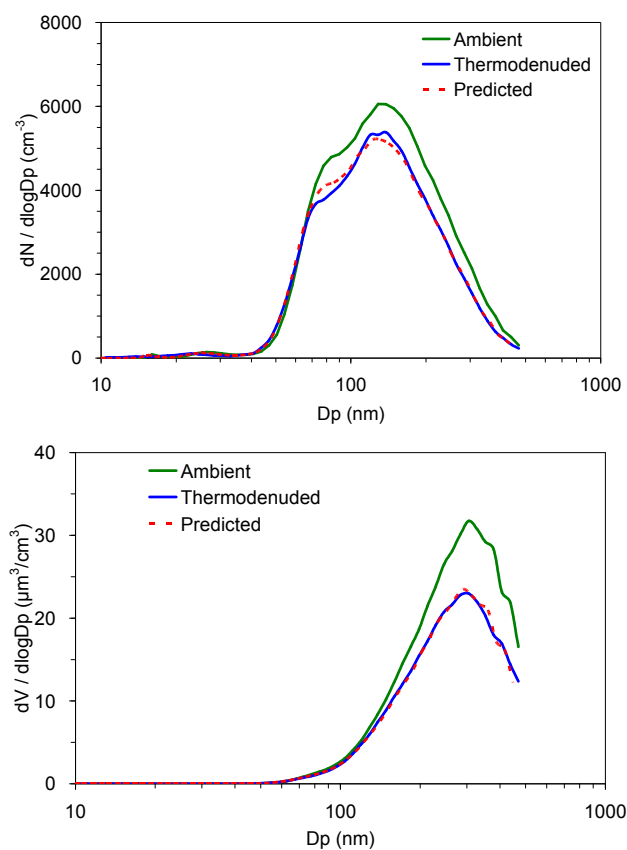 8000
6000
4000
2000
0
dN / dlogDp (cm⁻³)
Ambient
Thermodenuded
Predicted
10 100 1000
Dp (nm)
40
30
20
10
0
dV / dlogDp (µm³/cm³)
Ambient
Thermodenuded
Predicted
10 100 1000
Dp (nm)